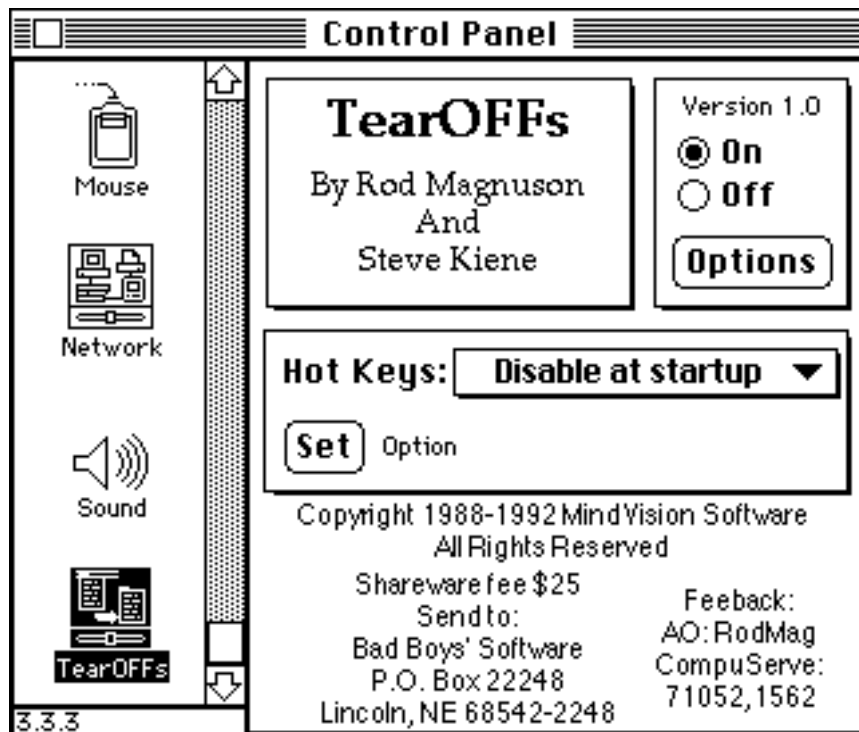 Control Panel
Mouse
Network
Sound
TearOFFs
3.3.3
TearOFFs
By Rod Magnuson
And
Steve Kiene
Version 1.0
On
Off
Options
Hot Keys: Disable at startup
Set Option
Copyright 1988-1992 MindVision Software
All Rights Reserved
Shareware fee $25
Send to:
Bad Boys' Software
P.O. Box 22248
Lincoln, NE 68542-2248
Feeback:
AO: RodMag
CompuServe:
71052,1562